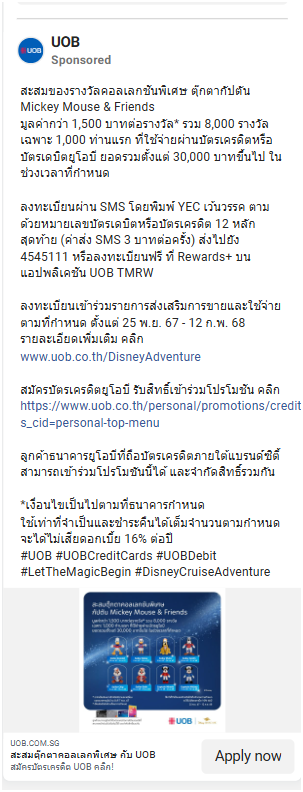 UOB
Sponsored
สะสมของรางวัลคอลเลกชันพิเศษ ตุ๊กตากัปตัน
Mickey Mouse & Friends
มูลค่ากว่า 1,500 บาทต่อรางวัล* รวม 8,000 รางวัล
เฉพาะ 1,000 ท่านแรก ที่ใช้จ่ายผ่านบัตรเครดิตหรือ
บัตรเดบิตยูโอบี ยอดรวมตั้งแต่ 30,000 บาทขึ้นไป ใน
ช่วงเวลาที่กำหนด
ลงทะเบียนผ่าน SMS โดยพิมพ์ YEC เว้นวรรค ตาม
ด้วยหมายเลขบัตรเดบิตหรือบัตรเครดิต 12 หลัก
สุดท้าย (ค่าส่ง SMS 3 บาทต่อครั้ง) ส่งไปยัง
4545111 หรือลงทะเบียนฟรี ที่ Rewards+ บน
แอปพลิเคชัน UOB TMRW
ลงทะเบียนเข้าร่วมรายการส่งเสริมการขายและใช้จ่าย
ตามที่กำหนด ตั้งแต่ 25 พ.ย. 67 - 12 ก.พ. 68
รายละเอียดเพิ่มเติม คลิก
www.uob.co.th/DisneyAdventure
สมัครบัตรเครดิตยูโอบี รับสิทธิ์เข้าร่วมโปรโมชัน คลิก
https://www.uob.co.th/personal/promotions/credit
s_cid=personal-top-menu
ลูกค้าธนาคารยูโอบีที่ถือบัตรเครดิตภายใต้แบรนด์ซิตี้
สามารถเข้าร่วมโปรโมชันนี้ได้ และจำกัดสิทธิ์รวมกัน
*เงื่อนไขเป็นไปตามที่ธนาคารกำหนด
ใช้เท่าที่จำเป็นและชำระคืนได้เต็มจำนวนตามกำหนด
จะได้ไม่เสียดอกเบี้ย 16% ต่อปี
#UOB #UOBCreditCards #UOBDebit
#LetTheMagicBegin #DisneyCruiseAdventure
สะสมตุ๊กตาคอลเลกชันพิเศษ
กัปตัน Mickey Mouse & Friends
UOB
UOB.COM.SG
สะสมตุ๊กตาคอลเลกพิเศษ กับ UOB
สมัครบัตรเครดิต UOB คลิก!
Apply now